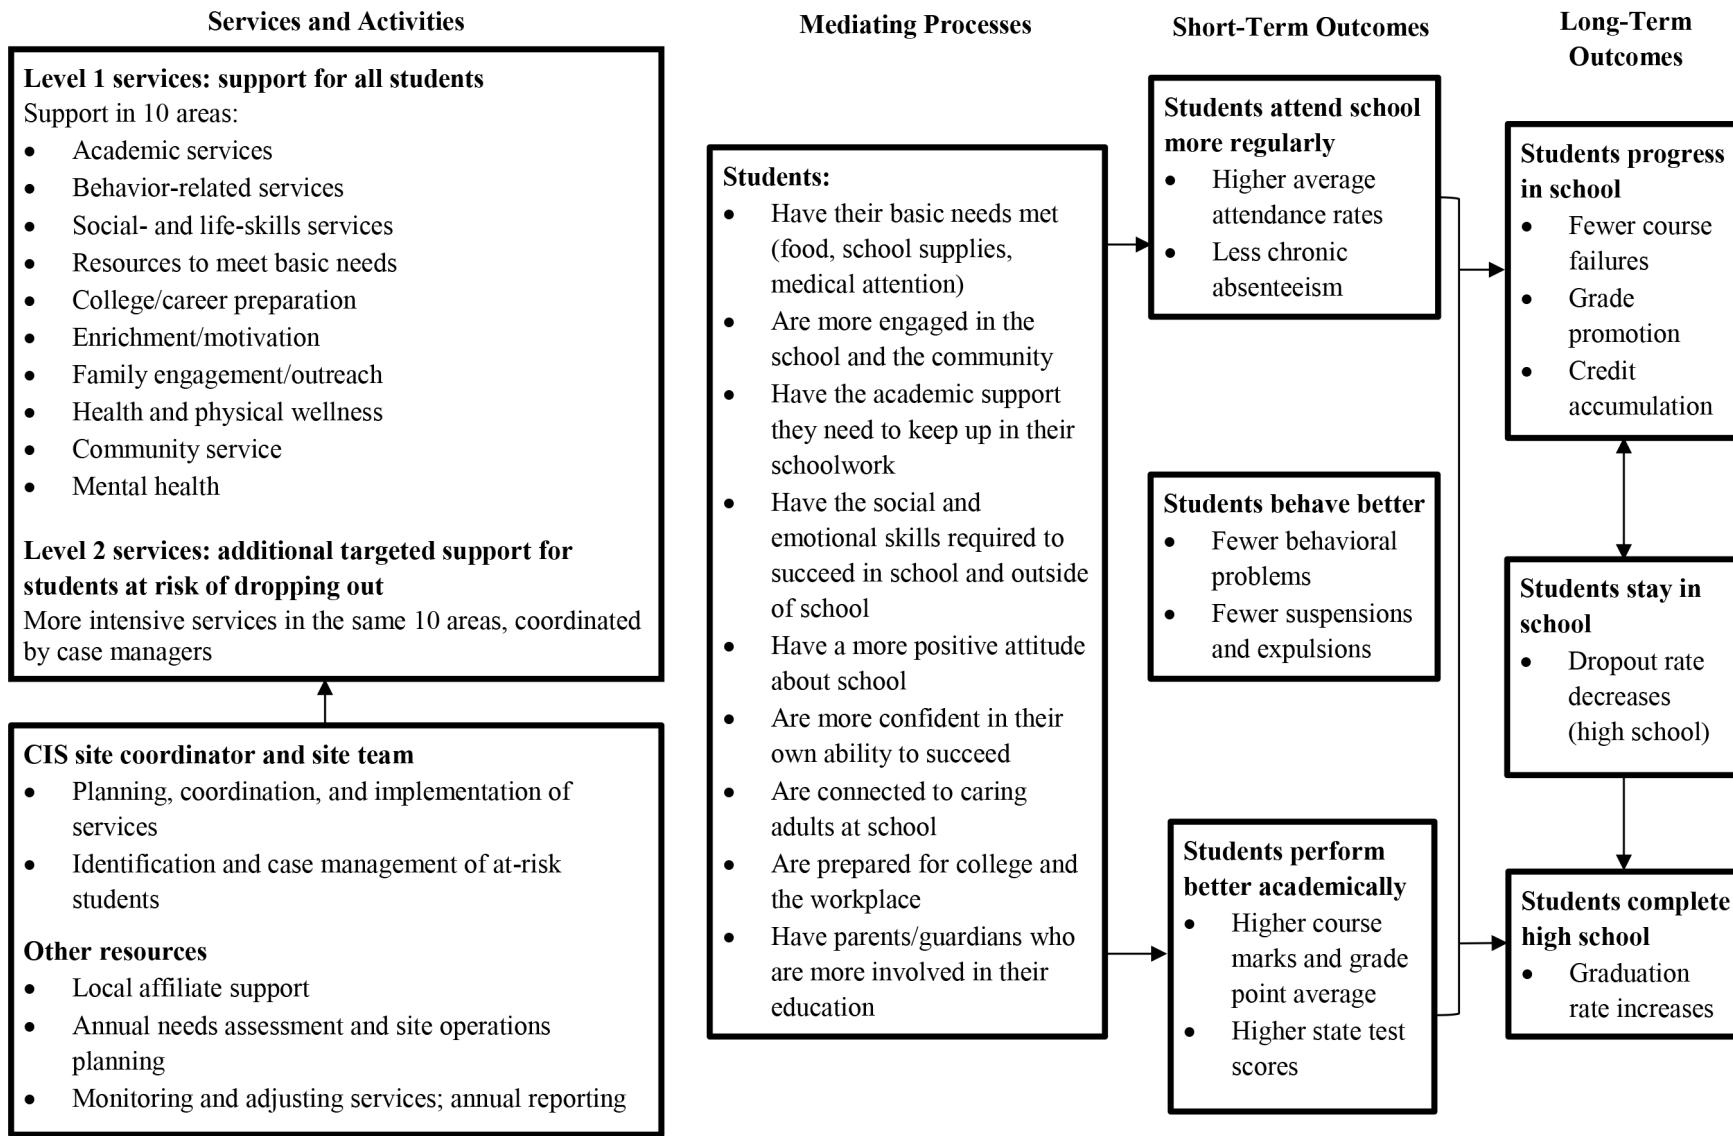 Services and Activities
Level 1 services: support for all students
Support in 10 areas:
• Academic services
• Behavior-related services
• Social- and life-skills services
• Resources to meet basic needs
• College/career preparation
• Enrichment/motivation
• Family engagement/outreach
• Health and physical wellness
• Community service
• Mental health
Level 2 services: additional targeted support for
students at risk of dropping out
More intensive services in the same 10 areas, coordinated
by case managers
CIS site coordinator and site team
• Planning, coordination, and implementation of
services
• Identification and case management of at-risk
students
Other resources
• Local affiliate support
• Annual needs assessment and site operations
planning
• Monitoring and adjusting services; annual reporting
Mediating Processes
Students:
• Have their basic needs met
(food, school supplies,
medical attention)
• Are more engaged in the
school and the community
• Have the academic support
they need to keep up in their
schoolwork
• Have the social and
emotional skills required to
succeed in school and outside
of school
• Have a more positive attitude
about school
• Are more confident in their
own ability to succeed
• Are connected to caring
adults at school
• Are prepared for college and
the workplace
• Have parents/guardians who
are more involved in their
education
Short-Term Outcomes
Students attend school
more regularly
• Higher average
attendance rates
• Less chronic
absenteeism
Students behave better
• Fewer behavioral
problems
• Fewer suspensions
and expulsions
Students perform
better academically
• Higher course
marks and grade
point average
• Higher state test
scores
Long-Term
Outcomes
Students progress
in school
• Fewer course
failures
• Grade
promotion
• Credit
accumulation
Students stay in
school
• Dropout rate
decreases
(high school)
Students complete
high school
• Graduation
rate increases